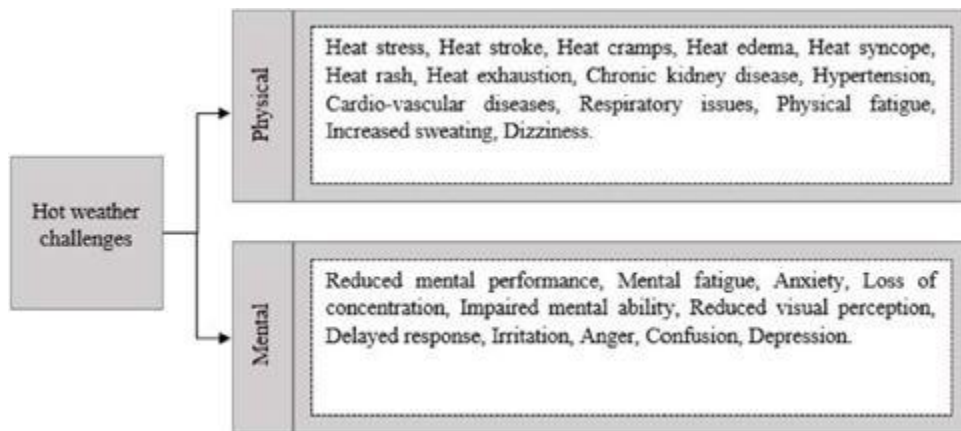 Hot weather
challenges
Physical
Heat stress, Heat stroke, Heat cramps, Heat edema, Heat syncope,
Heat rash, Heat exhaustion, Chronic kidney disease, Hypertension,
Cardio-vascular diseases, Respiratory issues, Physical fatigue,
Increased sweating, Dizziness.
Mental
Reduced mental performance, Mental fatigue, Anxiety, Loss of
concentration, Impaired mental ability, Reduced visual perception,
Delayed response, Irritation, Anger, Confusion, Depression.